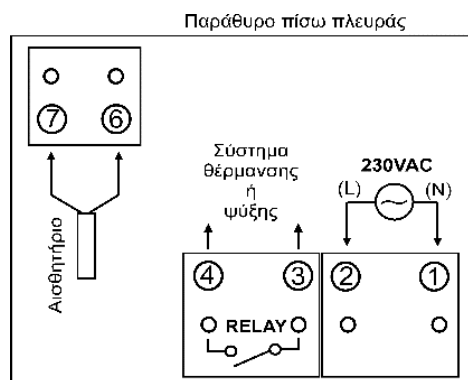 Παράθυρο πίσω πλευράς
7 6
Αισθητήριο
Σύστημα
θέρμανσης
ή
ψύξης
230VAC
(L) (N)
4 3 2 1
RELAY